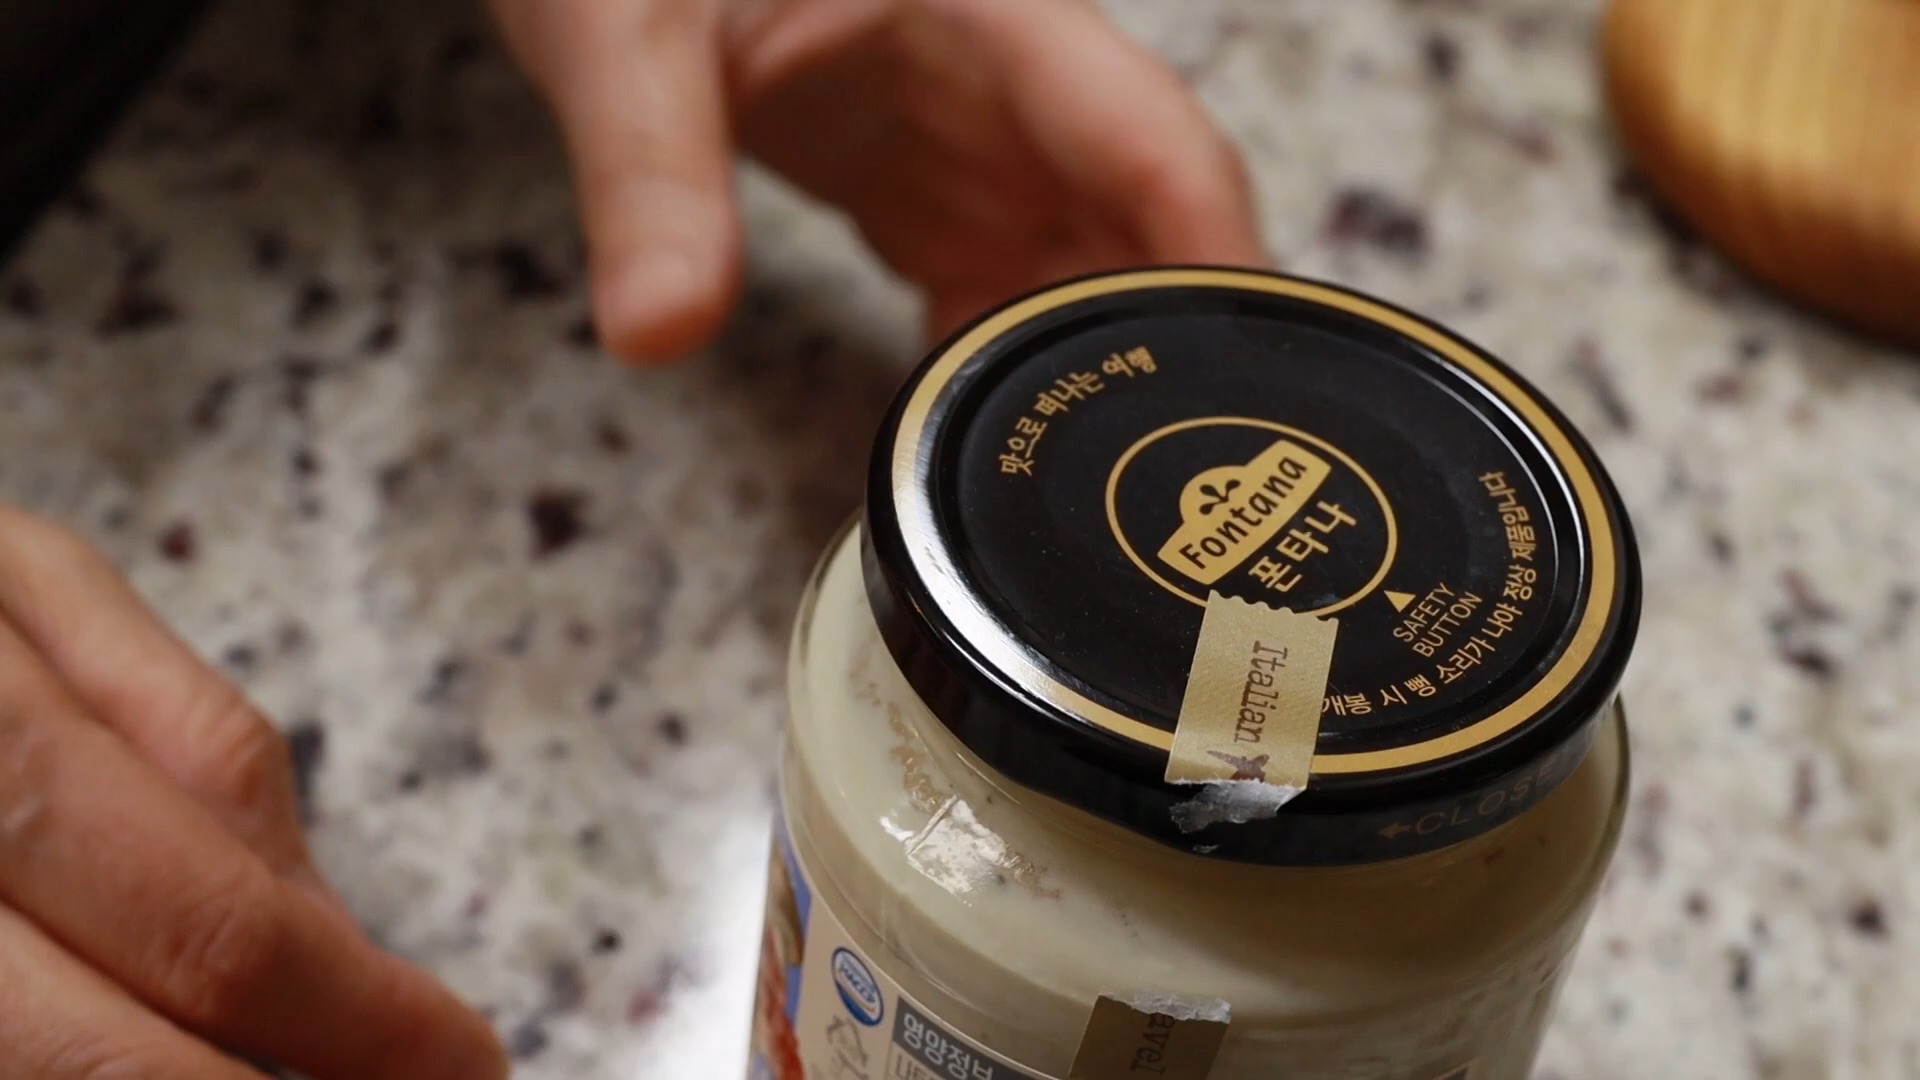 맛으로 떠나는 여행
Fontana
폰타나
SAFETY
BUTTON
개봉 시 뻥 소리가 나야 정상 제품입니다
Italian
CLOSE
HACCP
영양정보